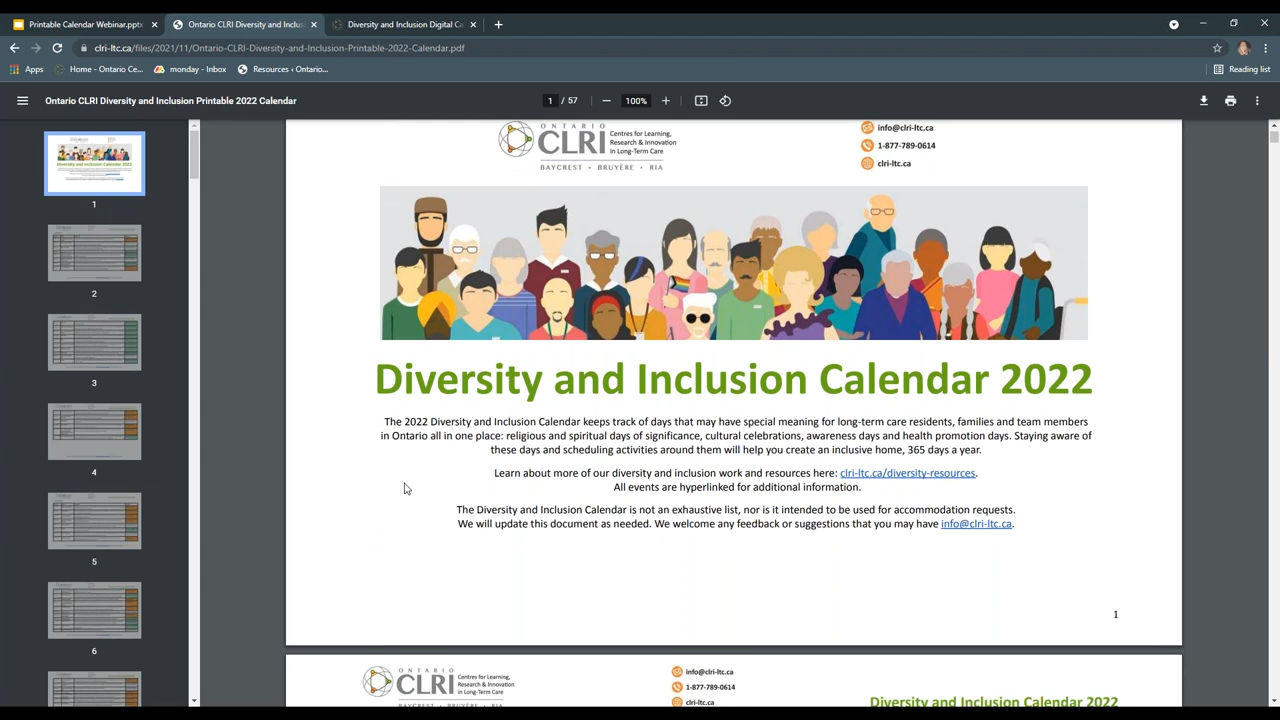 Printable Calendar Webinar.pptx
Ontario CLRI Diversity and Inclus
Diversity and Inclusion Digital Ca
clri-ltc.ca/files/2021/11/Ontario-CLRI-Diversity-and-Inclusion-Printable-2022-Calendar.pdf
Apps
Home - Ontario Ce...
monday - Inbox
Resources ‹ Ontario...
Reading list
Ontario CLRI Diversity and Inclusion Printable 2022 Calendar
1 / 57
100%
1
2
3
4
5
6
ONTARIO
CLRI
Centres for Learning,
Research & Innovation
in Long-Term Care
BAYCREST • BRUYÈRE • RIA
info@clri-ltc.ca
1-877-789-0614
clri-ltc.ca
Diversity and Inclusion Calendar 2022
The 2022 Diversity and Inclusion Calendar keeps track of days that may have special meaning for long-term care residents, families and team members
in Ontario all in one place: religious and spiritual days of significance, cultural celebrations, awareness days and health promotion days. Staying aware of
these days and scheduling activities around them will help you create an inclusive home, 365 days a year.
Learn about more of our diversity and inclusion work and resources here: clri-ltc.ca/diversity-resources.
All events are hyperlinked for additional information.
The Diversity and Inclusion Calendar is not an exhaustive list, nor is it intended to be used for accommodation requests.
We will update this document as needed. We welcome any feedback or suggestions that you may have info@clri-ltc.ca.
1
ONTARIO
CLRI
Centres for Learning,
Research & Innovation
in Long-Term Care
info@clri-ltc.ca
1-877-789-0614
clri-ltc.ca
Diversity and Inclusion Calendar 2022